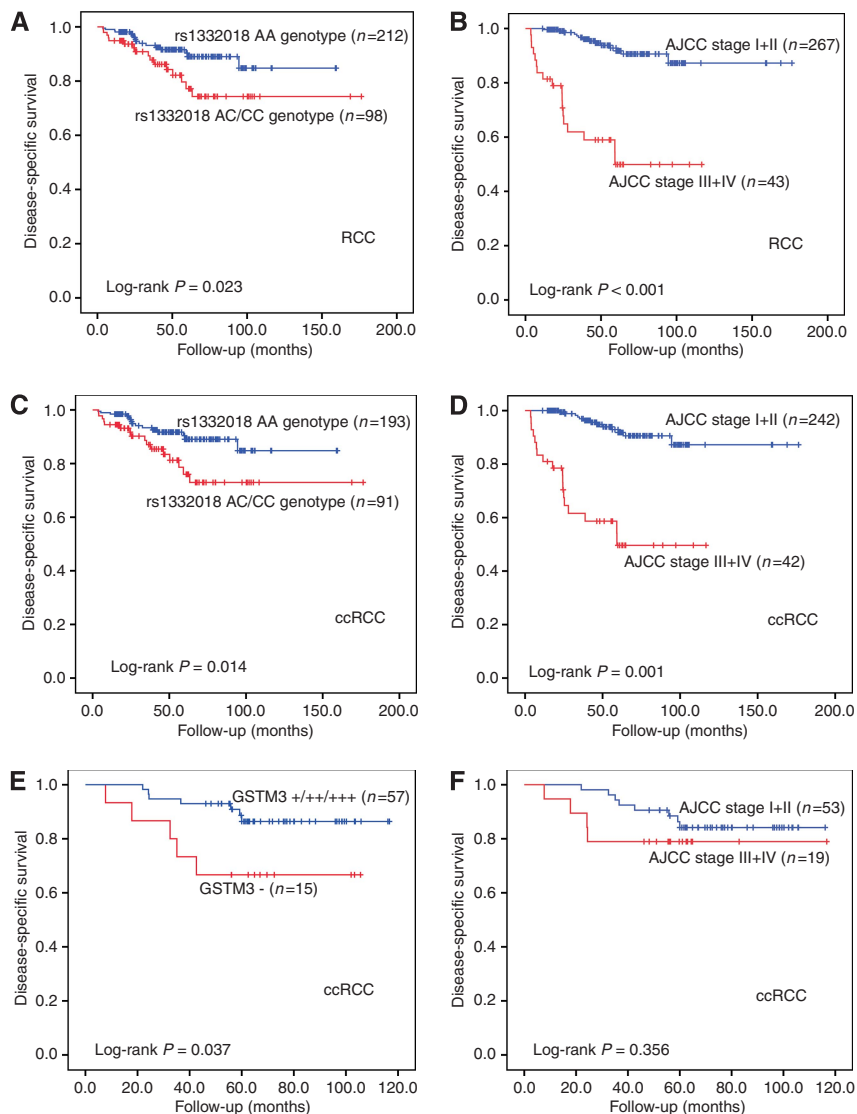 A
1.0
0.8
0.6
0.4
0.2
0.0
Disease-specific survival
rs1332018 AA genotype (n=212)
rs1332018 AC/CC genotype (n=98)
RCC
Log-rank P = 0.023
0.0 50.0 100.0 150.0 200.0
Follow-up (months)
B
1.0
0.8
0.6
0.4
0.2
0.0
Disease-specific survival
AJCC stage I+II (n=267)
AJCC stage III+IV (n=43)
RCC
Log-rank P < 0.001
0.0 50.0 100.0 150.0 200.0
Follow-up (months)
C
1.0
0.8
0.6
0.4
0.2
0.0
Disease-specific survival
rs1332018 AA genotype (n=193)
rs1332018 AC/CC genotype (n=91)
ccRCC
Log-rank P = 0.014
0.0 50.0 100.0 150.0 200.0
Follow-up (months)
D
1.0
0.8
0.6
0.4
0.2
0.0
Disease-specific survival
AJCC stage I+II (n=242)
AJCC stage III+IV (n=42)
ccRCC
Log-rank P = 0.001
0.0 50.0 100.0 150.0 200.0
Follow-up (months)
E
1.0
0.8
0.6
0.4
0.2
0.0
Disease-specific survival
GSTM3 +/++/+++ (n=57)
GSTM3 - (n=15)
ccRCC
Log-rank P = 0.037
0.0 20.0 40.0 60.0 80.0 100.0 120.0
Follow-up (months)
F
1.0
0.8
0.6
0.4
0.2
0.0
Disease-specific survival
AJCC stage I+II (n=53)
AJCC stage III+IV (n=19)
ccRCC
Log-rank P = 0.356
0.0 20.0 40.0 60.0 80.0 100.0 120.0
Follow-up (months)